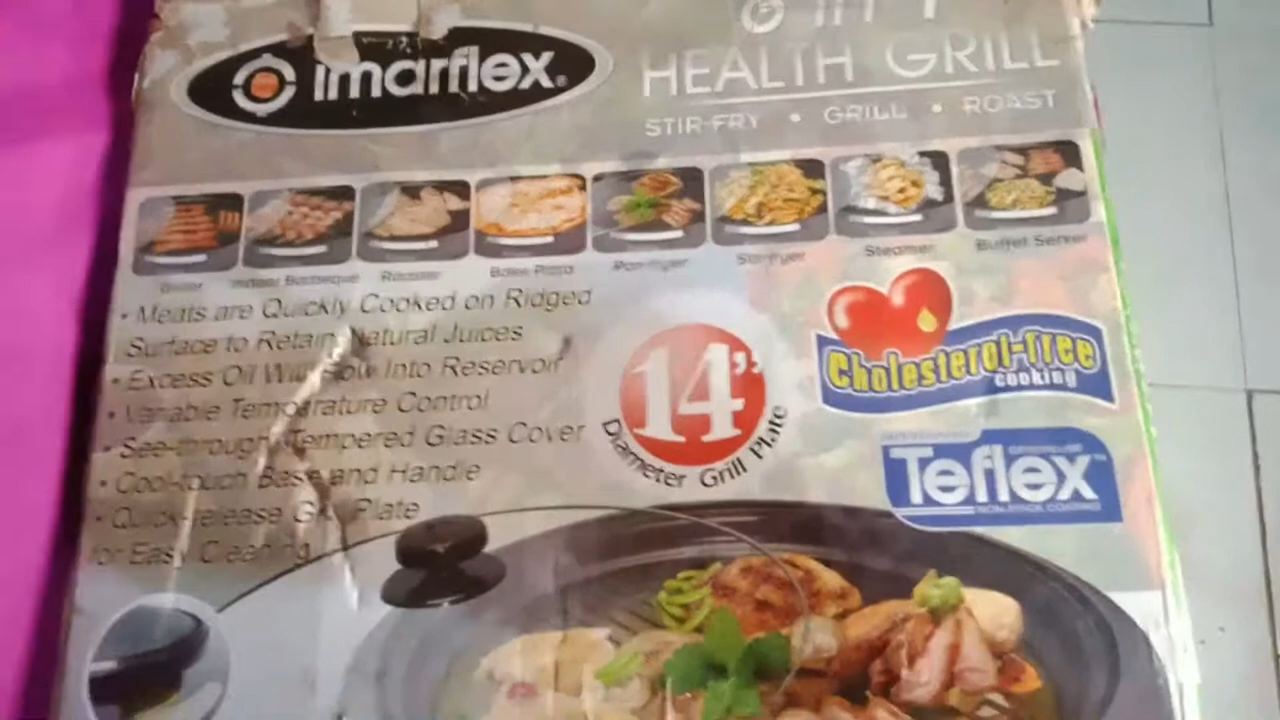 imarflex®
HEALTH GRILL
STIR-FRY • GRILL • ROAST
Indoor Barbeque
Roaster
Bake Pizza
Pan-fryer
Stir-fryer
Steamer
Buffet Server
• Meats are Quickly Cooked on Ridged
Surface to Retain Natural Juices
• Excess Oil Will Flow Into Reservoir
• Variable Temperature Control
• See-through Tempered Glass Cover
• Cool-touch Base and Handle
• Quick-release Grill Plate
for Easy Cleaning
14"
Diameter Grill Plate
Cholesterol-free
cooking
Teflex™
NON-STICK COATING